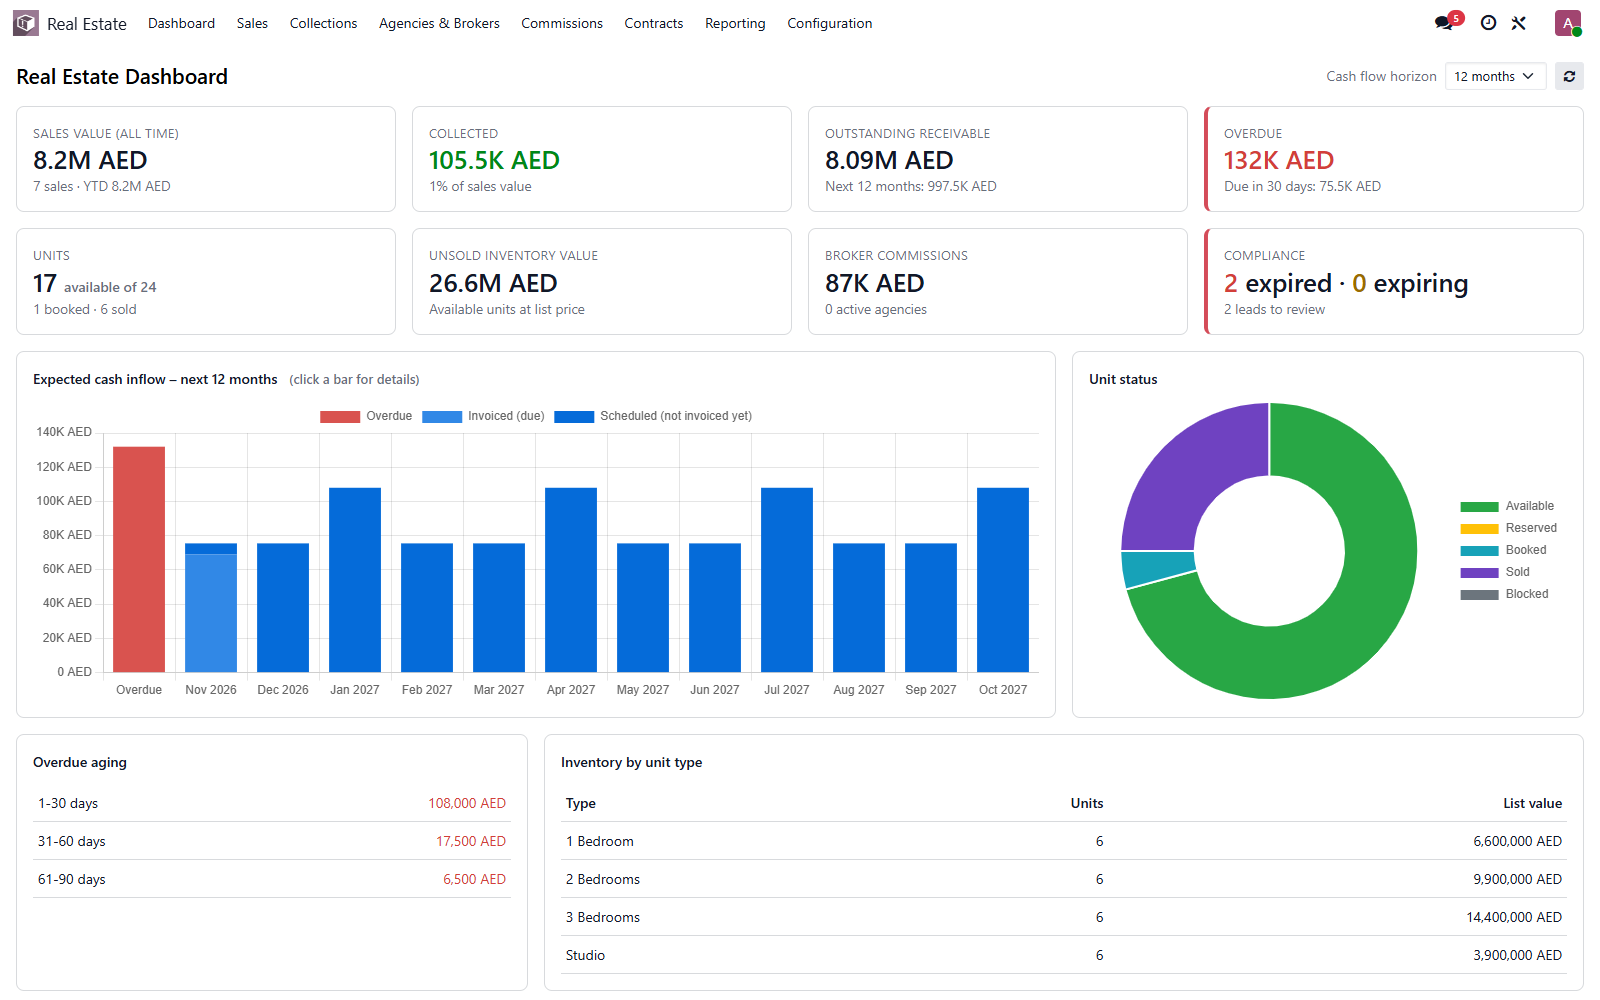 Real Estate Dashboard Sales Collections Agencies & Brokers Commissions Contracts Reporting Configuration 5 A
Real Estate Dashboard Cash flow horizon 12 months
SALES VALUE (ALL TIME)
8.2M AED
7 sales · YTD 8.2M AED
COLLECTED
105.5K AED
1% of sales value
OUTSTANDING RECEIVABLE
8.09M AED
Next 12 months: 997.5K AED
OVERDUE
132K AED
Due in 30 days: 75.5K AED
UNITS
17 available of 24
1 booked · 6 sold
UNSOLD INVENTORY VALUE
26.6M AED
Available units at list price
BROKER COMMISSIONS
87K AED
0 active agencies
COMPLIANCE
2 expired · 0 expiring
2 leads to review
Expected cash inflow – next 12 months (click a bar for details)
Overdue Invoiced (due) Scheduled (not invoiced yet)
140K AED
120K AED
100K AED
80K AED
60K AED
40K AED
20K AED
0 AED
Overdue Nov 2026 Dec 2026 Jan 2027 Feb 2027 Mar 2027 Apr 2027 May 2027 Jun 2027 Jul 2027 Aug 2027 Sep 2027 Oct 2027
Unit status
Available
Reserved
Booked
Sold
Blocked
Overdue aging
1-30 days 108,000 AED
31-60 days 17,500 AED
61-90 days 6,500 AED
Inventory by unit type
Type Units List value
1 Bedroom 6 6,600,000 AED
2 Bedrooms 6 9,900,000 AED
3 Bedrooms 6 14,400,000 AED
Studio 6 3,900,000 AED